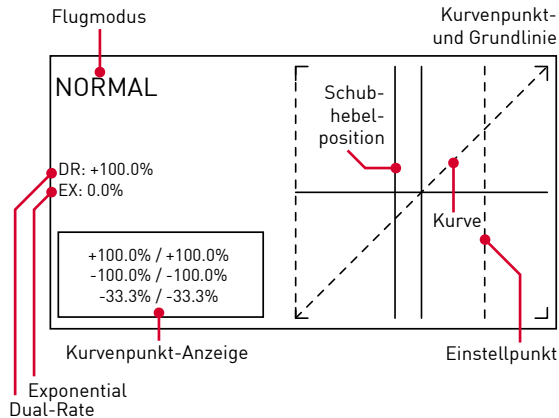 Flugmodus
Kurvenpunkt-
und Grundlinie
NORMAL
Schub-
hebel-
position
DR: +100.0%
EX: 0.0%
Kurve
+100.0% / +100.0%
-100.0% / -100.0%
-33.3% / -33.3%
Kurvenpunkt-Anzeige
Einstellpunkt
Exponential
Dual-Rate